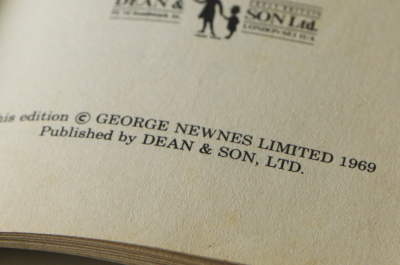 DEAN &
SON Ltd.
his edition © GEORGE NEWNES LIMITED 1969
Published by DEAN & SON, LTD.